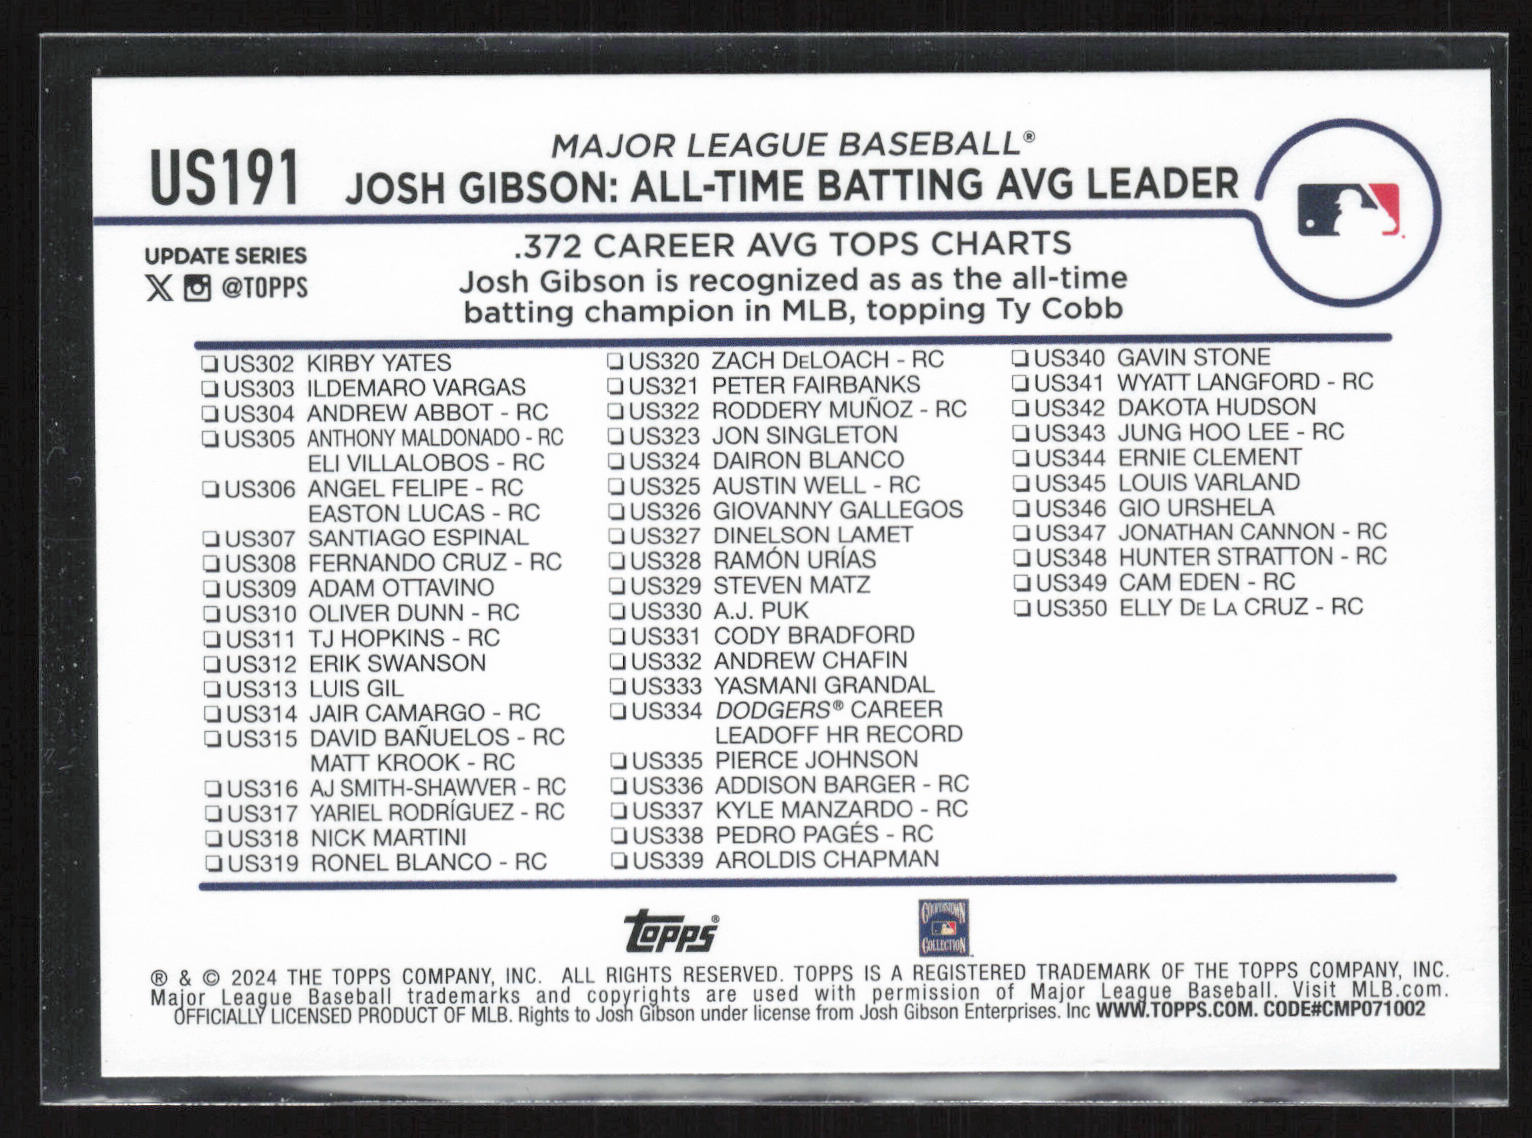 US191
MAJOR LEAGUE BASEBALL®
JOSH GIBSON: ALL-TIME BATTING AVG LEADER
UPDATE SERIES
X @TOPPS
.372 CAREER AVG TOPS CHARTS
Josh Gibson is recognized as as the all-time
batting champion in MLB, topping Ty Cobb
❏ US302 KIRBY YATES
❏ US303 ILDEMARO VARGAS
❏ US304 ANDREW ABBOT - RC
❏ US305 ANTHONY MALDONADO - RC
ELI VILLALOBOS - RC
❏ US306 ANGEL FELIPE - RC
EASTON LUCAS - RC
❏ US307 SANTIAGO ESPINAL
❏ US308 FERNANDO CRUZ - RC
❏ US309 ADAM OTTAVINO
❏ US310 OLIVER DUNN - RC
❏ US311 TJ HOPKINS - RC
❏ US312 ERIK SWANSON
❏ US313 LUIS GIL
❏ US314 JAIR CAMARGO - RC
❏ US315 DAVID BAÑUELOS - RC
MATT KROOK - RC
❏ US316 AJ SMITH-SHAWVER - RC
❏ US317 YARIEL RODRÍGUEZ - RC
❏ US318 NICK MARTINI
❏ US319 RONEL BLANCO - RC
❏ US320 ZACH DELOACH - RC
❏ US321 PETER FAIRBANKS
❏ US322 RODDERY MUÑOZ - RC
❏ US323 JON SINGLETON
❏ US324 DAIRON BLANCO
❏ US325 AUSTIN WELL - RC
❏ US326 GIOVANNY GALLEGOS
❏ US327 DINELSON LAMET
❏ US328 RAMÓN URÍAS
❏ US329 STEVEN MATZ
❏ US330 A.J. PUK
❏ US331 CODY BRADFORD
❏ US332 ANDREW CHAFIN
❏ US333 YASMANI GRANDAL
❏ US334 DODGERS® CAREER
LEADOFF HR RECORD
❏ US335 PIERCE JOHNSON
❏ US336 ADDISON BARGER - RC
❏ US337 KYLE MANZARDO - RC
❏ US338 PEDRO PAGÉS - RC
❏ US339 AROLDIS CHAPMAN
❏ US340 GAVIN STONE
❏ US341 WYATT LANGFORD - RC
❏ US342 DAKOTA HUDSON
❏ US343 JUNG HOO LEE - RC
❏ US344 ERNIE CLEMENT
❏ US345 LOUIS VARLAND
❏ US346 GIO URSHELA
❏ US347 JONATHAN CANNON - RC
❏ US348 HUNTER STRATTON - RC
❏ US349 CAM EDEN - RC
❏ US350 ELLY DE LA CRUZ - RC
Topps®
COOPERSTOWN
COLLECTION
® & © 2024 THE TOPPS COMPANY, INC. ALL RIGHTS RESERVED. TOPPS IS A REGISTERED TRADEMARK OF THE TOPPS COMPANY, INC.
Major League Baseball trademarks and copyrights are used with permission of Major League Baseball. Visit MLB.com.
OFFICIALLY LICENSED PRODUCT OF MLB. Rights to Josh Gibson under license from Josh Gibson Enterprises. Inc WWW.TOPPS.COM. CODE#CMP071002